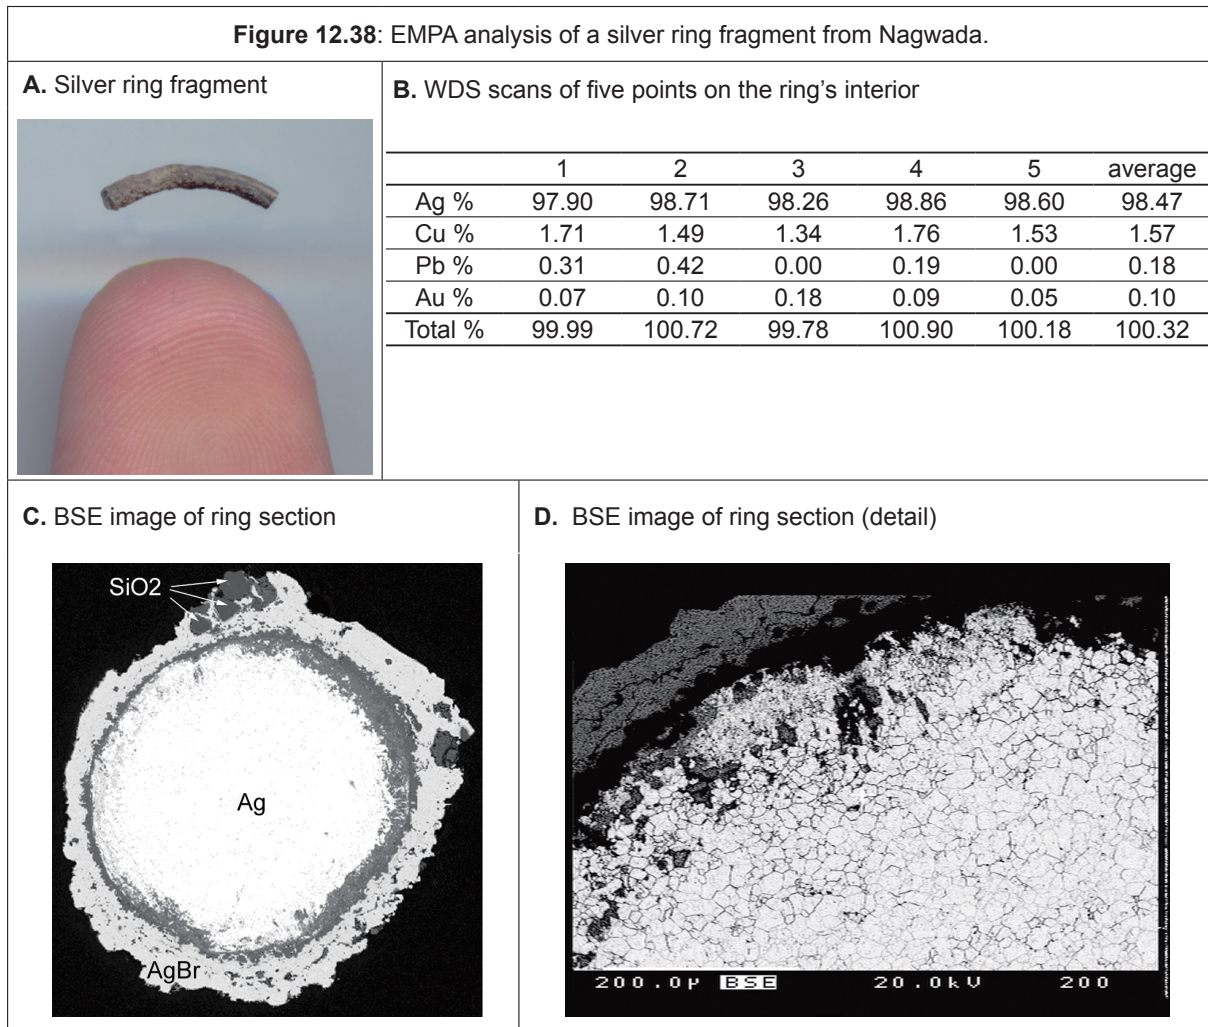 Figure 12.38: EMPA analysis of a silver ring fragment from Nagwada.
A. Silver ring fragment
B. WDS scans of five points on the ring's interior
1 2 3 4 5 average
Ag % 97.90 98.71 98.26 98.86 98.60 98.47
Cu % 1.71 1.49 1.34 1.76 1.53 1.57
Pb % 0.31 0.42 0.00 0.19 0.00 0.18
Au % 0.07 0.10 0.18 0.09 0.05 0.10
Total % 99.99 100.72 99.78 100.90 100.18 100.32
C. BSE image of ring section
SiO2
Ag
AgBr
D. BSE image of ring section (detail)
200.0µ BSE 20.0kV 200